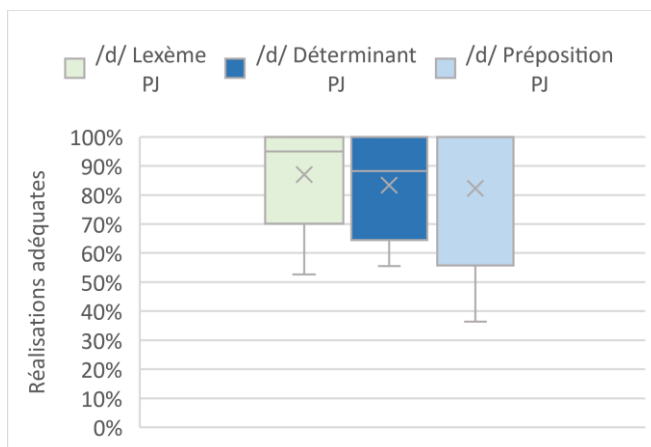 /d/ Lexème PJ
/d/ Déterminant PJ
/d/ Préposition PJ
Réalisations adéquates
100%
90%
80%
70%
60%
50%
40%
30%
20%
10%
0%